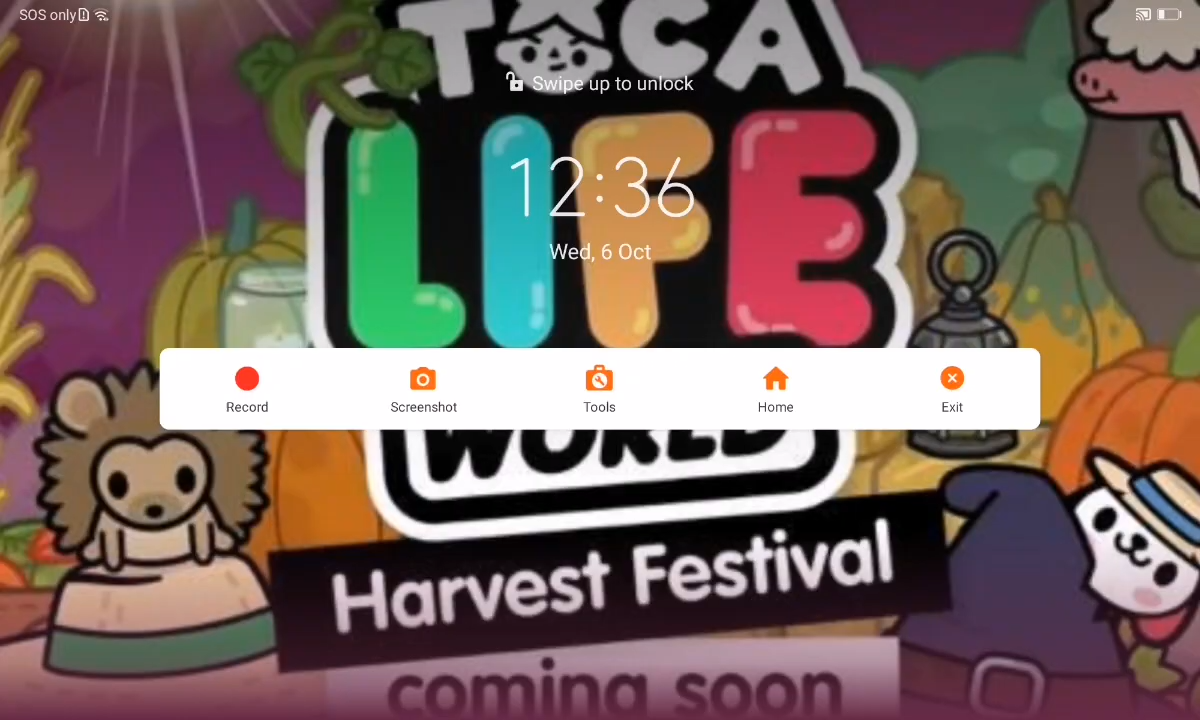 SOS only
TOCA
Swipe up to unlock
LIFE
12:36
Wed, 6 Oct
Record
Screenshot
Tools
Home
Exit
WORLD
Harvest Festival
coming soon